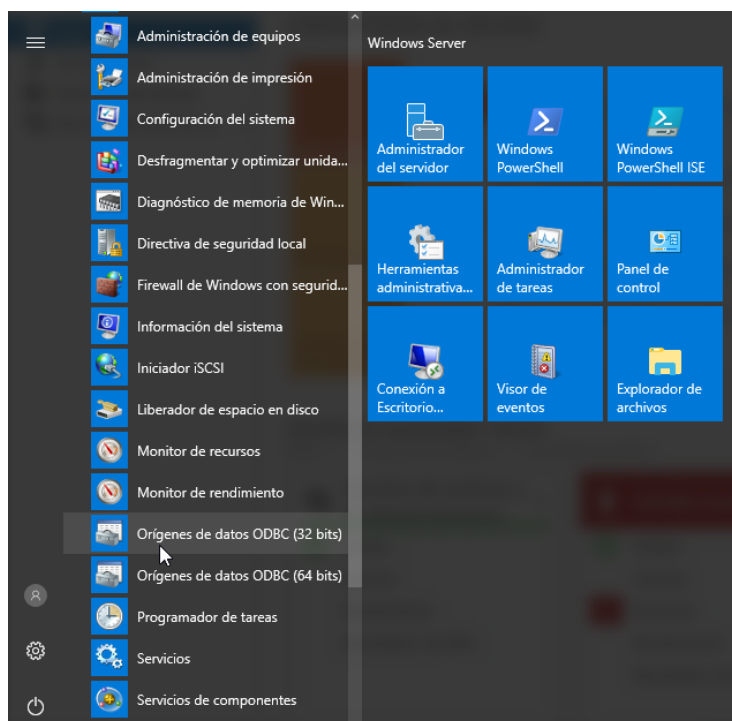 Administración de equipos
Administración de impresión
Configuración del sistema
Desfragmentar y optimizar unida...
Diagnóstico de memoria de Win...
Directiva de seguridad local
Firewall de Windows con segurid...
Información del sistema
Iniciador iSCSI
Liberador de espacio en disco
Monitor de recursos
Monitor de rendimiento
Orígenes de datos ODBC (32 bits)
Orígenes de datos ODBC (64 bits)
Programador de tareas
Servicios
Servicios de componentes
Windows Server
Administrador
del servidor
Windows
PowerShell
Windows
PowerShell ISE
Herramientas
administrativa...
Administrador
de tareas
Panel de
control
Conexión a
Escritorio...
Visor de
eventos
Explorador de
archivos